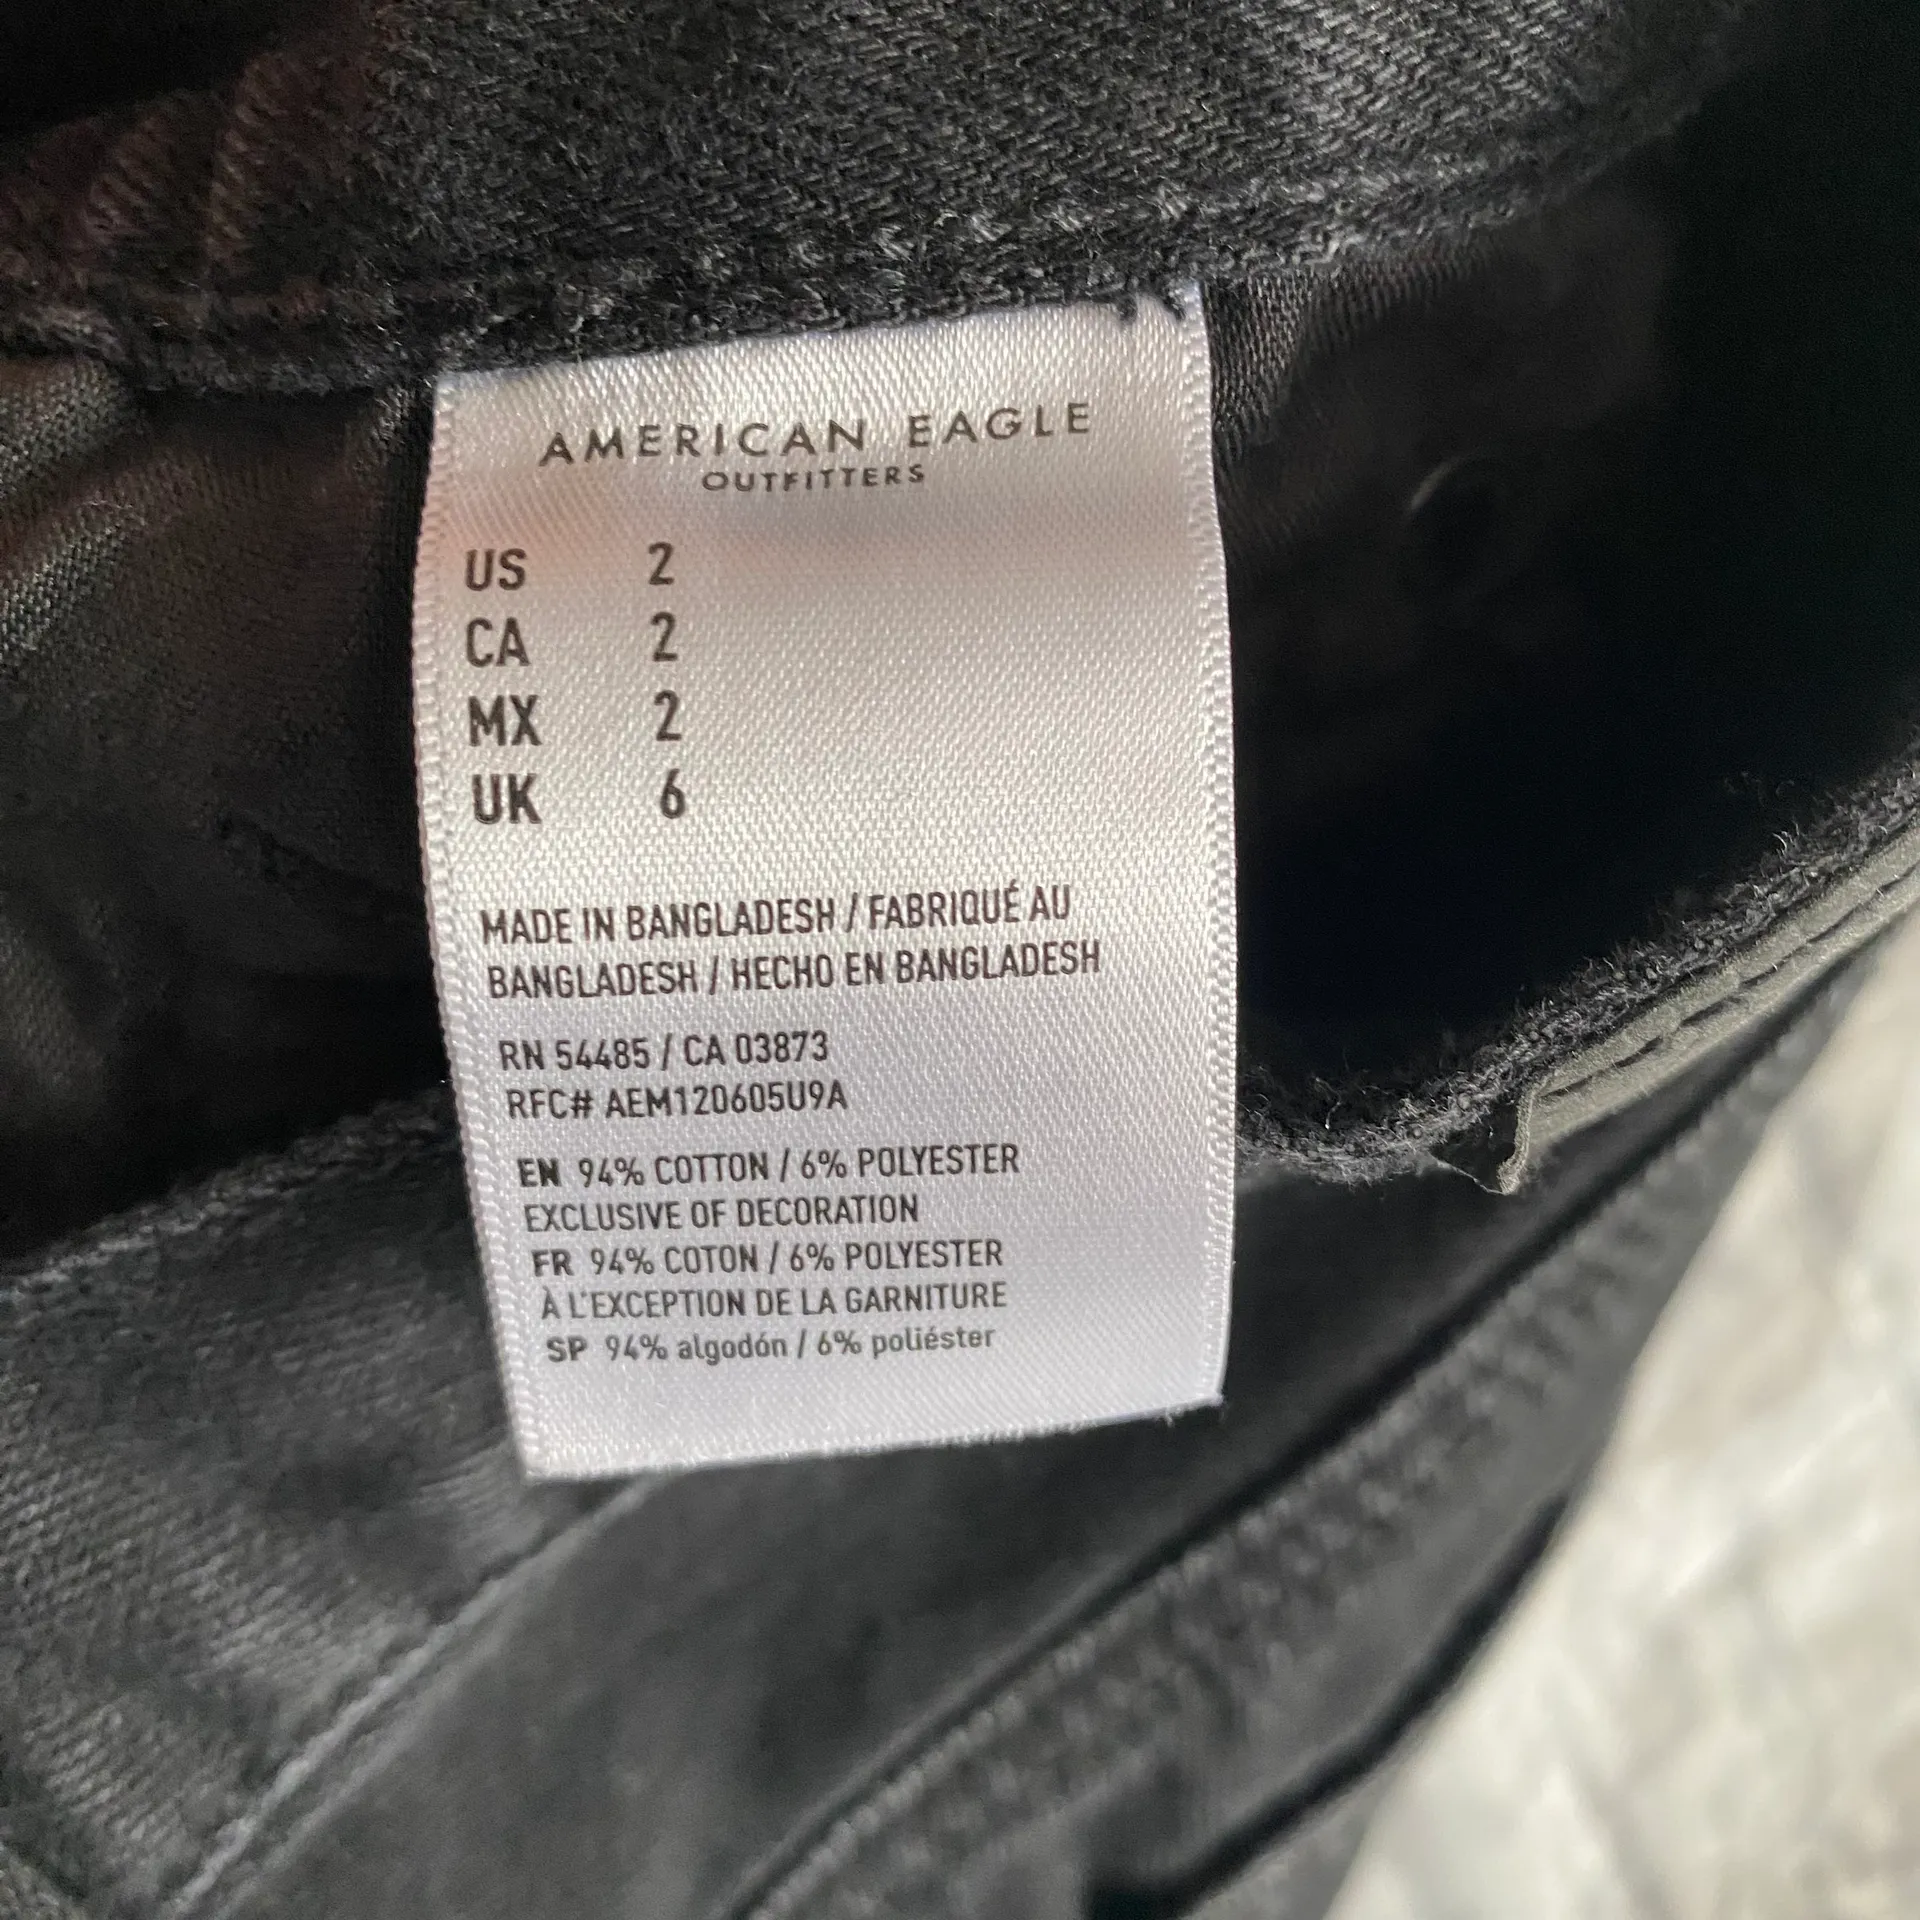 AMERICAN EAGLE
OUTFITTERS
US 2
CA 2
MX 2
UK 6
MADE IN BANGLADESH / FABRIQUÉ AU
BANGLADESH / HECHO EN BANGLADESH
RN 54485 / CA 03873
RFC# AEM120605U9A
EN 94% COTTON / 6% POLYESTER
EXCLUSIVE OF DECORATION
FR 94% COTON / 6% POLYESTER
À L'EXCEPTION DE LA GARNITURE
SP 94% algodón / 6% poliéster